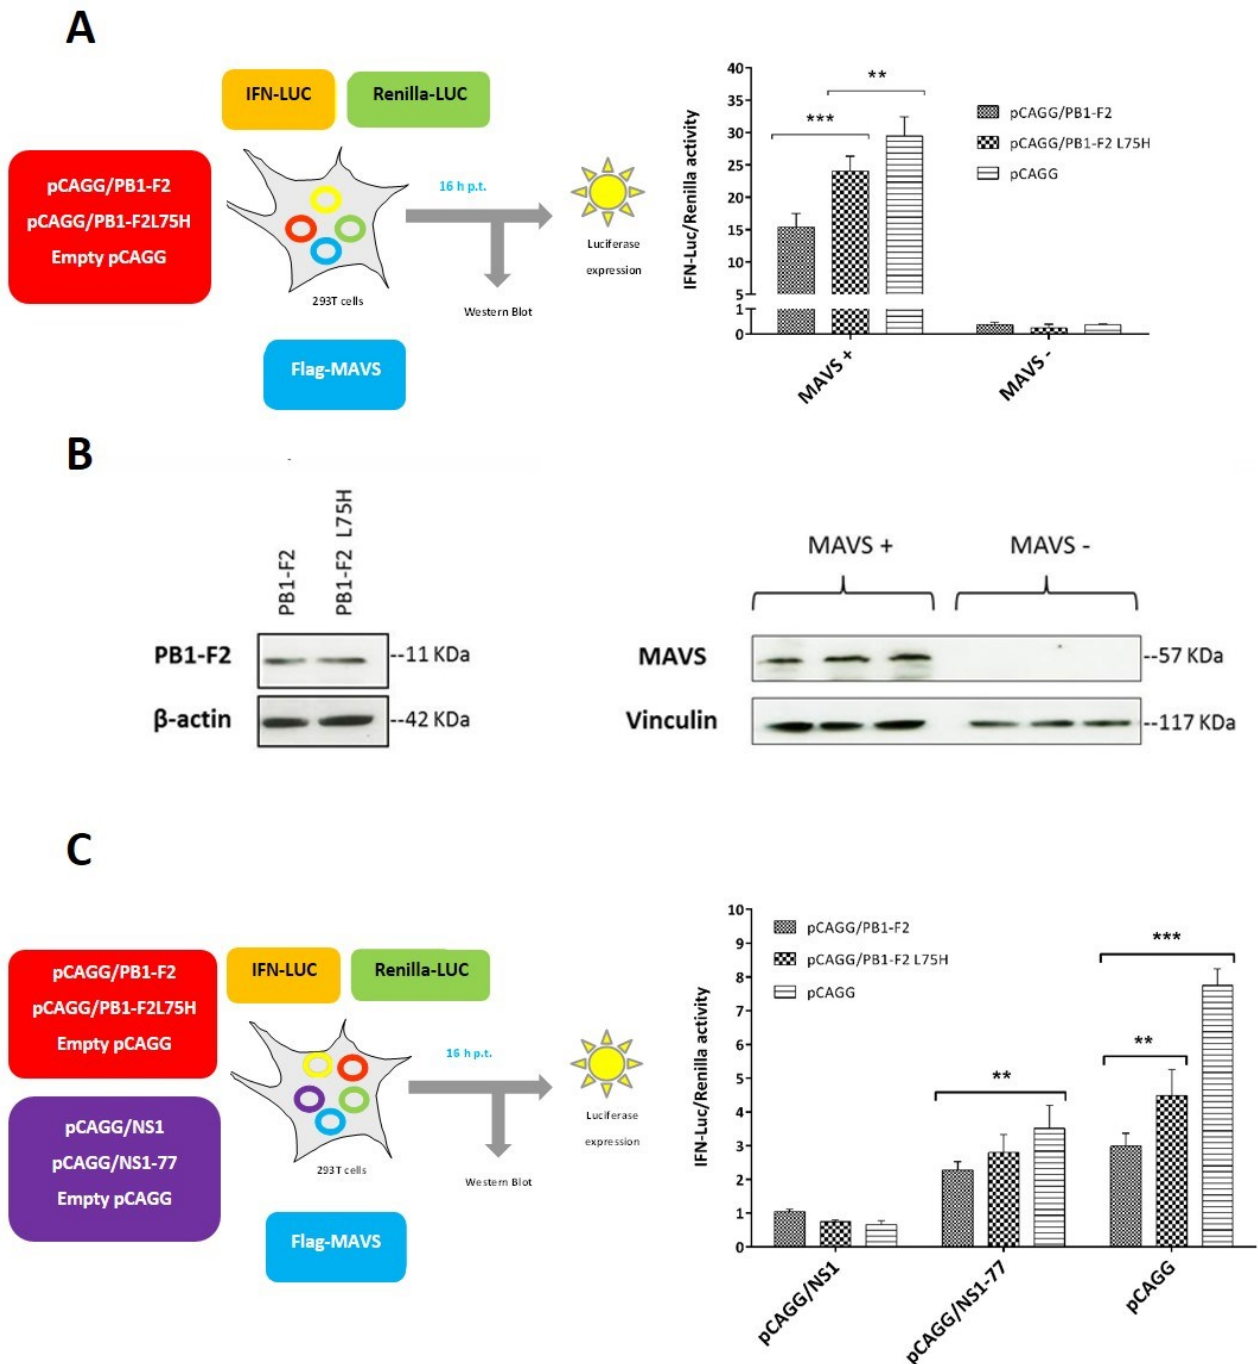 A
IFN-LUC
Renilla-LUC
pCAGG/PB1-F2
pCAGG/PB1-F2L75H
Empty pCAGG
16 h p.t.
Luciferase
expression
293T cells
Western Blot
Flag-MAVS
IFN-Luc/Renilla activity
40
35
30
25
20
15
10
5
1
0
***
**
pCAGG/PB1-F2
pCAGG/PB1-F2 L75H
pCAGG
MAVS +
MAVS -
B
PB1-F2
PB1-F2 L75H
PB1-F2
--11 KDa
β-actin
--42 KDa
MAVS +
MAVS -
MAVS
--57 KDa
Vinculin
--117 KDa
C
pCAGG/PB1-F2
pCAGG/PB1-F2L75H
Empty pCAGG
IFN-LUC
Renilla-LUC
pCAGG/NS1
pCAGG/NS1-77
Empty pCAGG
16 h p.t.
Luciferase
expression
293T cells
Western Blot
Flag-MAVS
IFN-Luc/Renilla activity
10
9
8
7
6
5
4
3
2
1
0
pCAGG/PB1-F2
pCAGG/PB1-F2 L75H
pCAGG
**
**
***
pCAGG/NS1
pCAGG/NS1-77
pCAGG